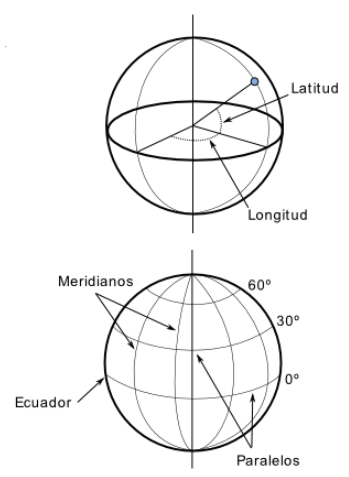 Latitud
Longitud
Meridianos
60º
30º
0º
Ecuador
Paralelos